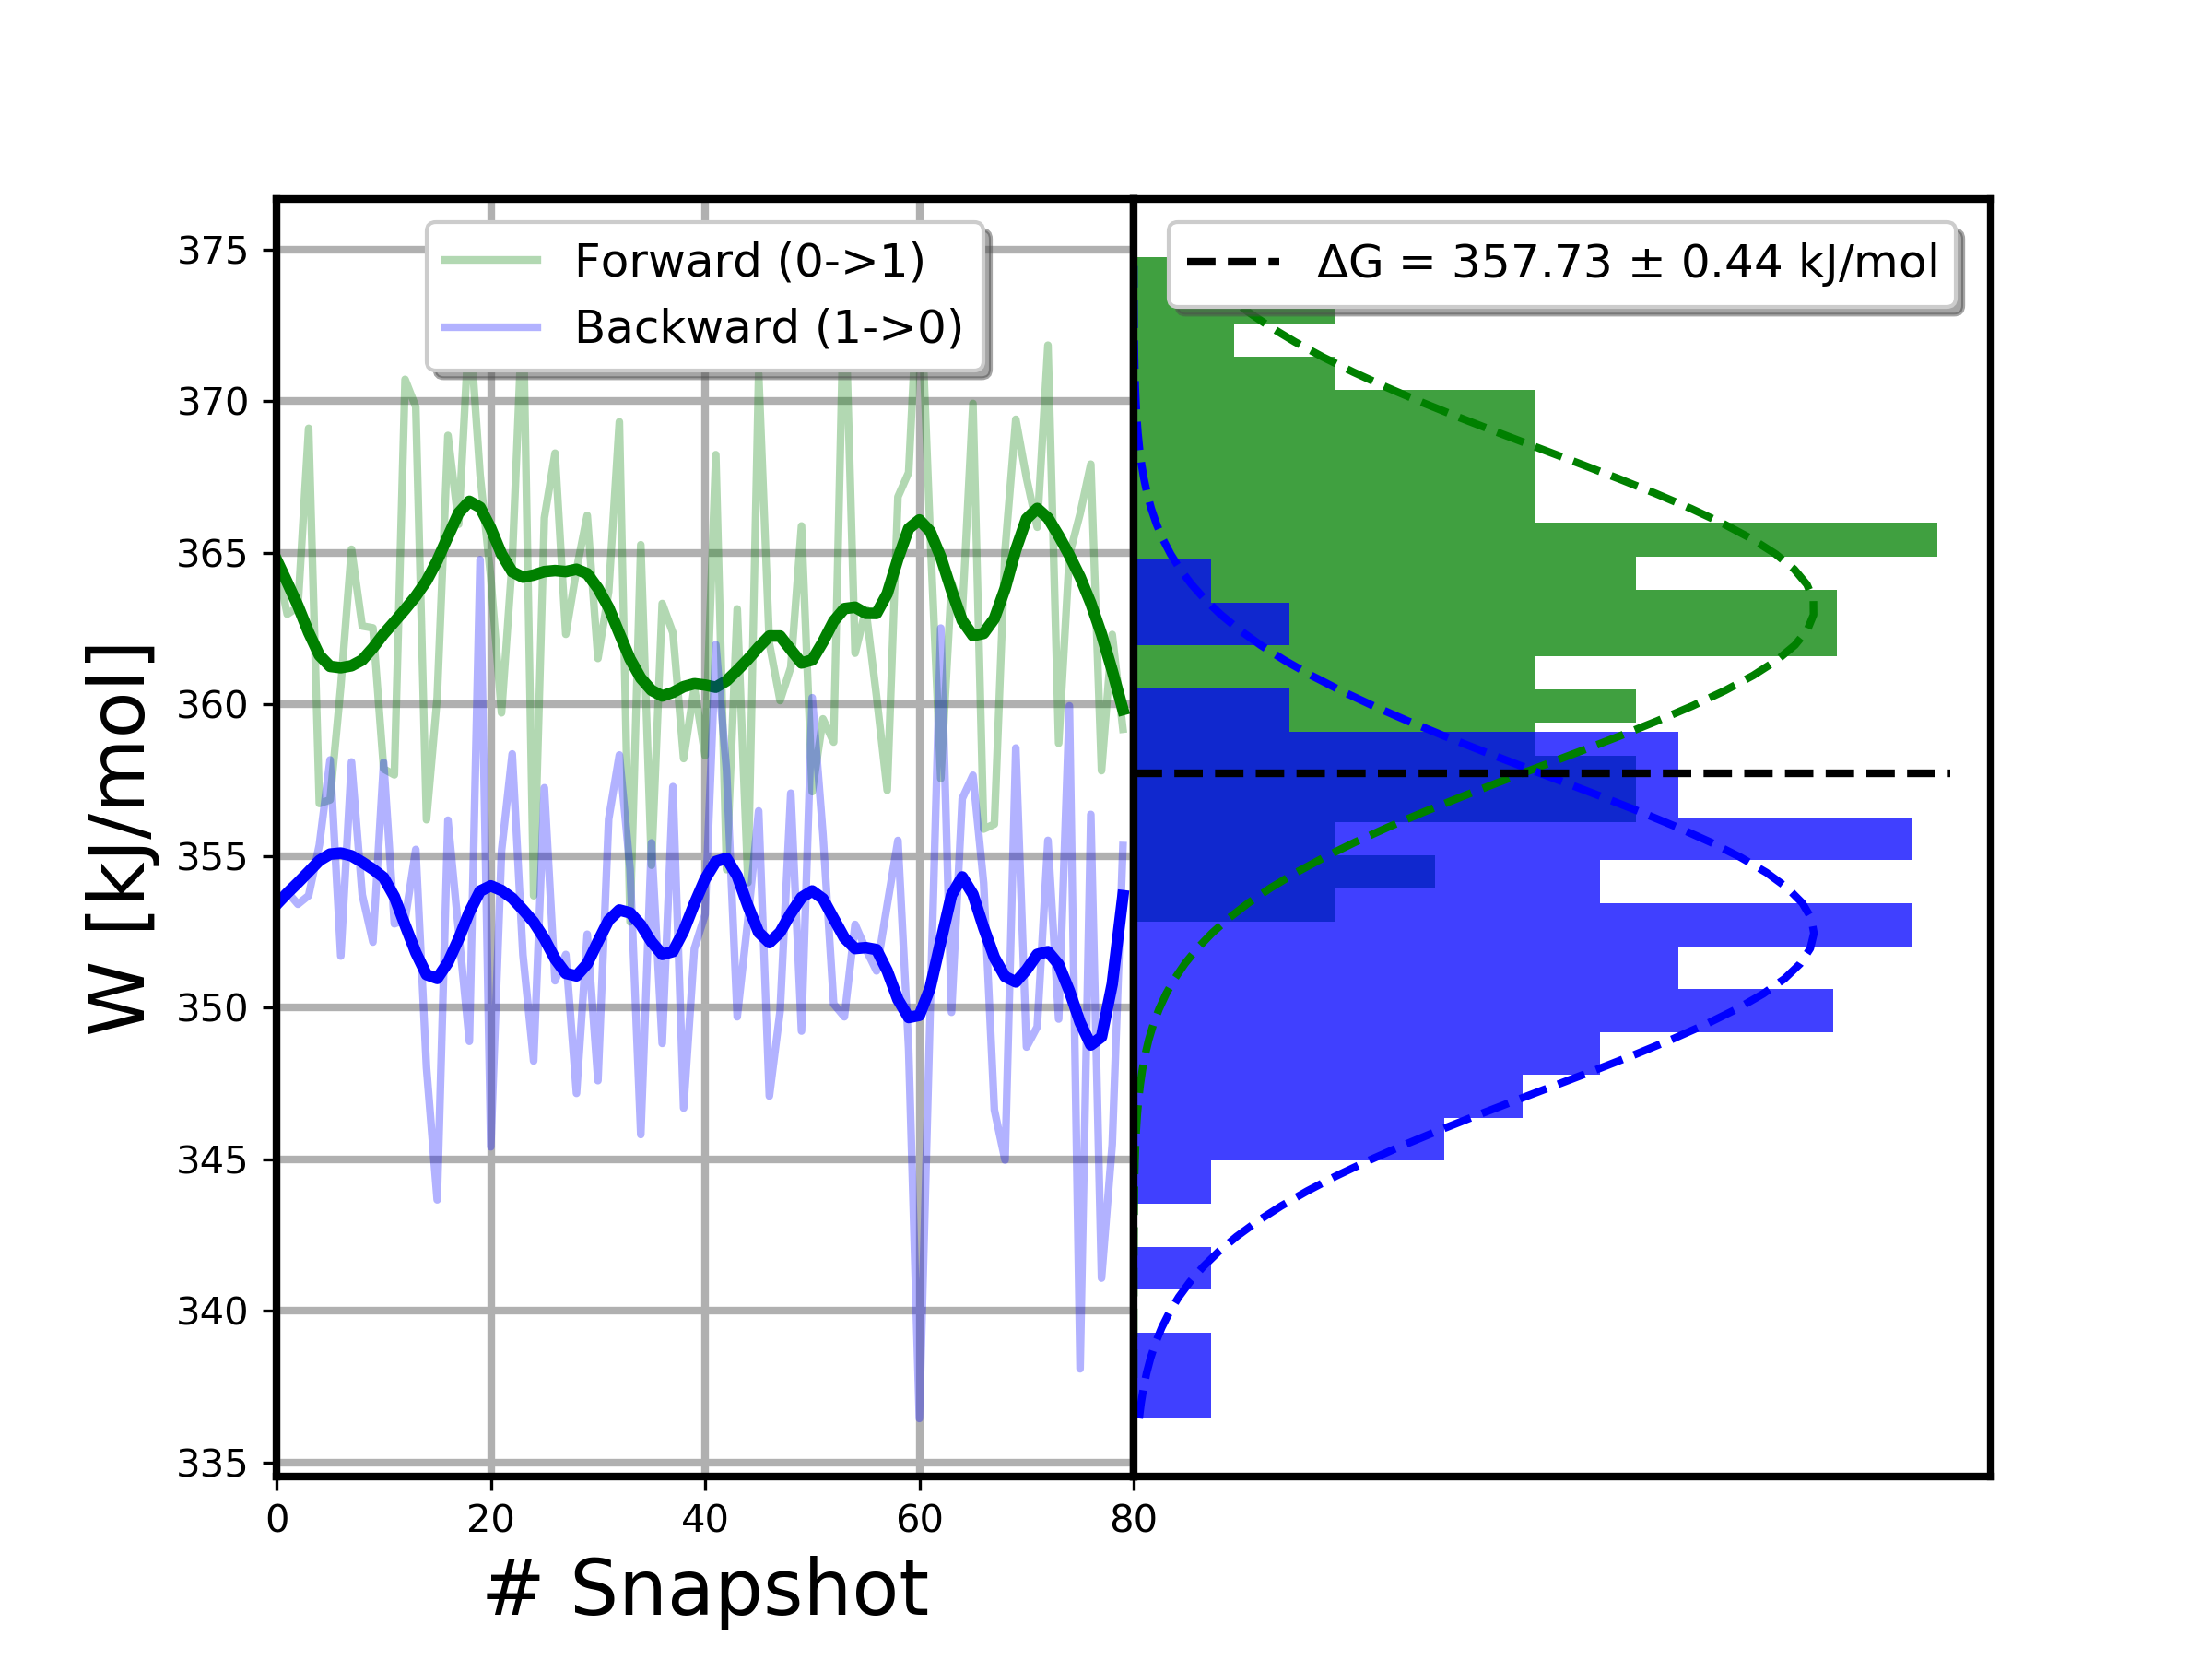 Forward (0->1)
Backward (1->0)
ΔG = 357.73 ± 0.44 kJ/mol
W [kJ/mol]
375
370
365
360
355
350
345
340
335
0 20 40 60 80
# Snapshot